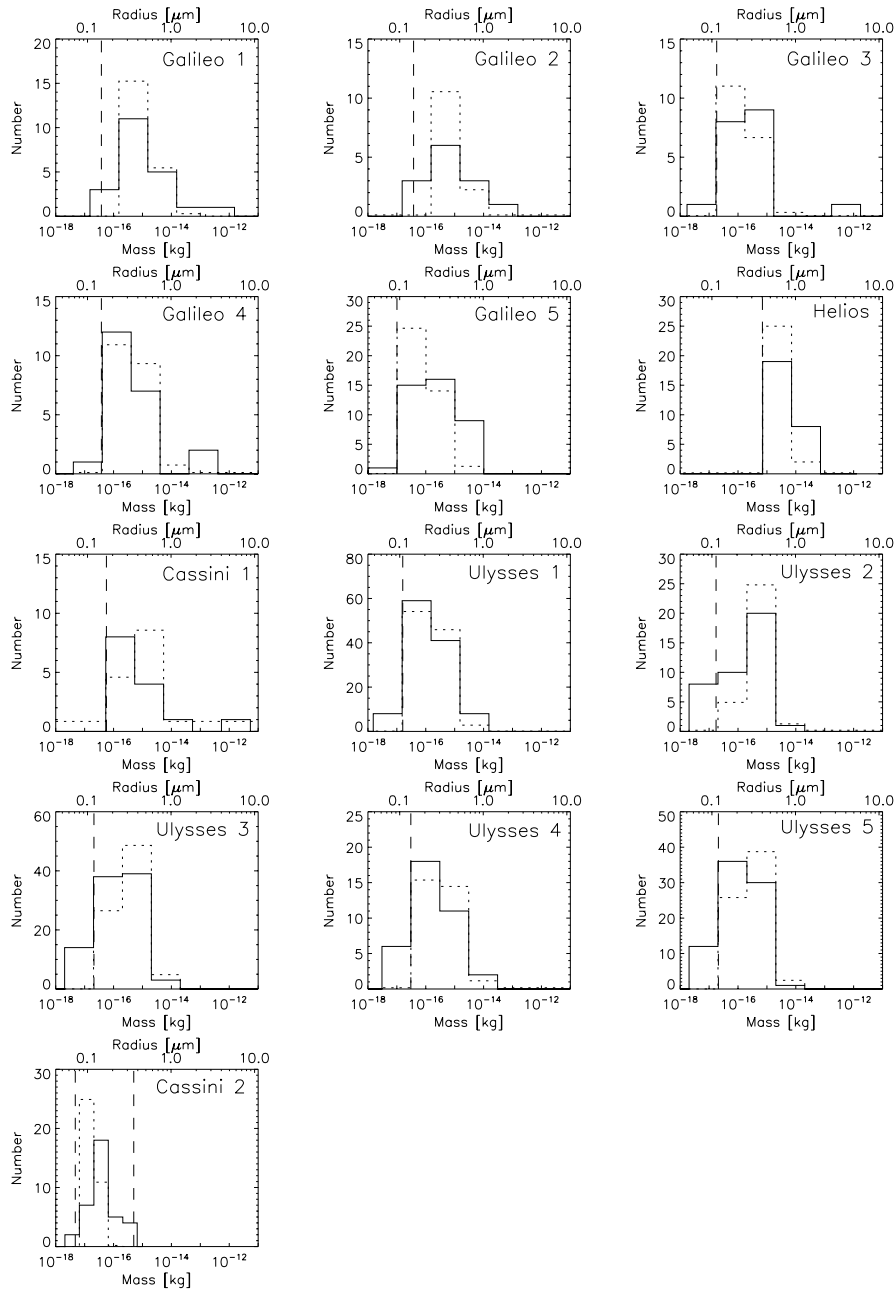 Radius [µm] Radius [µm] Radius [µm]
0.1 1.0 10.0 0.1 1.0 10.0 0.1 1.0 10.0
20 15 10 5 0 Number Galileo 1
20 15 10 5 0 Number Galileo 2
15 10 5 0 Number Galileo 3
10⁻¹⁸ 10⁻¹⁶ 10⁻¹⁴ 10⁻¹² 10⁻¹⁸ 10⁻¹⁶ 10⁻¹⁴ 10⁻¹² 10⁻¹⁸ 10⁻¹⁶ 10⁻¹⁴ 10⁻¹²
Mass [kg] Mass [kg] Mass [kg]
Radius [µm] Radius [µm] Radius [µm]
0.1 1.0 10.0 0.1 1.0 10.0 0.1 1.0 10.0
15 10 5 0 Number Galileo 4
30 25 20 15 10 5 0 Number Galileo 5
30 25 20 15 10 5 0 Number Helios
10⁻¹⁸ 10⁻¹⁶ 10⁻¹⁴ 10⁻¹² 10⁻¹⁸ 10⁻¹⁶ 10⁻¹⁴ 10⁻¹² 10⁻¹⁸ 10⁻¹⁶ 10⁻¹⁴ 10⁻¹²
Mass [kg] Mass [kg] Mass [kg]
Radius [µm] Radius [µm] Radius [µm]
0.1 1.0 10.0 0.1 1.0 10.0 0.1 1.0 10.0
15 10 5 0 Number Cassini 1
80 60 40 20 0 Number Ulysses 1
30 25 20 15 10 5 0 Number Ulysses 2
10⁻¹⁸ 10⁻¹⁶ 10⁻¹⁴ 10⁻¹² 10⁻¹⁸ 10⁻¹⁶ 10⁻¹⁴ 10⁻¹² 10⁻¹⁸ 10⁻¹⁶ 10⁻¹⁴ 10⁻¹²
Mass [kg] Mass [kg] Mass [kg]
Radius [µm] Radius [µm] Radius [µm]
0.1 1.0 10.0 0.1 1.0 10.0 0.1 1.0 10.0
60 40 20 0 Number Ulysses 3
25 20 15 10 5 0 Number Ulysses 4
50 40 30 20 10 0 Number Ulysses 5
10⁻¹⁸ 10⁻¹⁶ 10⁻¹⁴ 10⁻¹² 10⁻¹⁸ 10⁻¹⁶ 10⁻¹⁴ 10⁻¹² 10⁻¹⁸ 10⁻¹⁶ 10⁻¹⁴ 10⁻¹²
Mass [kg] Mass [kg] Mass [kg]
Radius [µm]
0.1 1.0 10.0
30 20 10 0 Number Cassini 2
10⁻¹⁸ 10⁻¹⁶ 10⁻¹⁴ 10⁻¹²
Mass [kg]